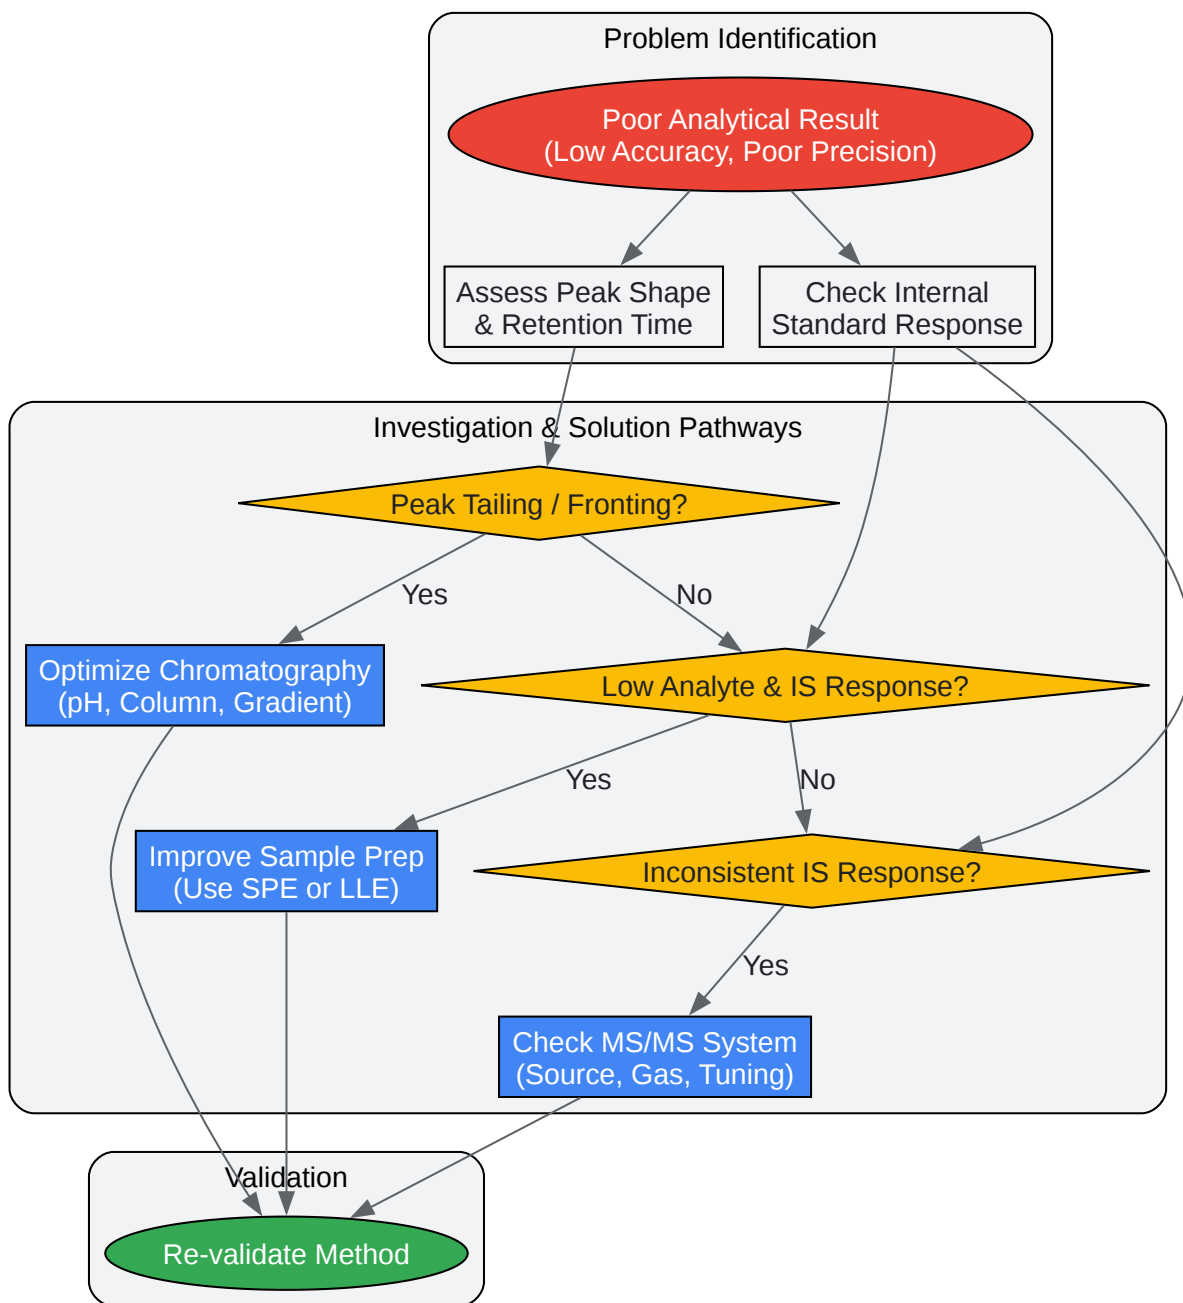 Problem Identification
Poor Analytical Result
(Low Accuracy, Poor Precision)
Assess Peak Shape
& Retention Time
Check Internal
Standard Response
Investigation & Solution Pathways
Peak Tailing / Fronting?
Yes
No
Optimize Chromatography
(pH, Column, Gradient)
Low Analyte & IS Response?
Yes
No
Improve Sample Prep
(Use SPE or LLE)
Inconsistent IS Response?
Yes
Check MS/MS System
(Source, Gas, Tuning)
Validation
Re-validate Method